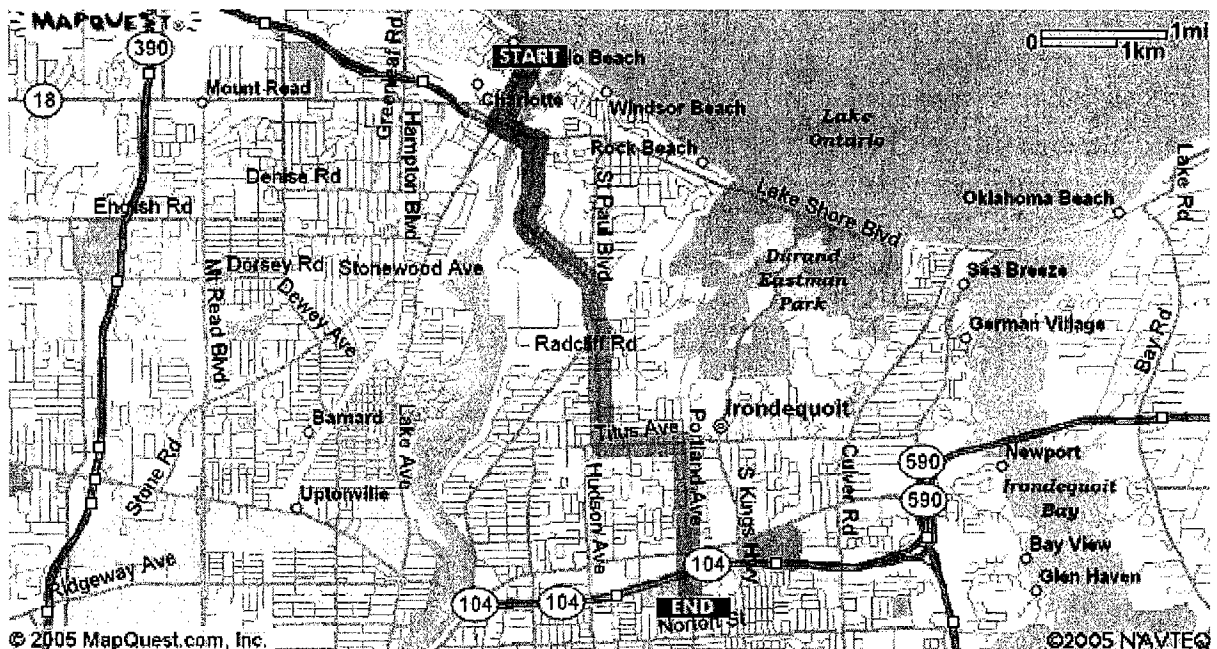 MAPQUEST®
390
Greenleaf Rd
START
lo Beach
0
1mi
1km
18
Mount Read
Charlotte
Windsor Beach
Lake
Ontario
Hampton Blvd
Rock Beach
Denise Rd
St Paul Blvd
Lake Rd
English Rd
Lake Shore Blvd
Oklahoma Beach
Dorsey Rd
Stonewood Ave
Durand
Eastman
Park
Sea Breeze
Mt Read Blvd
Dewey Ave
German Village
Radcliff Rd
Bay Rd
Barnard
Lake Ave
Irondequoit
Titus Ave
Portland Ave
Stone Rd
Culver Rd
590
Newport
Uptonville
Hudson Ave
S Kings Hwy
590
Irondequoit
Bay
Bay View
Ridgeway Ave
104
Glen Haven
104
104
END
Norton St
© 2005 MapQuest.com, Inc.
©2005 NAVTEQ